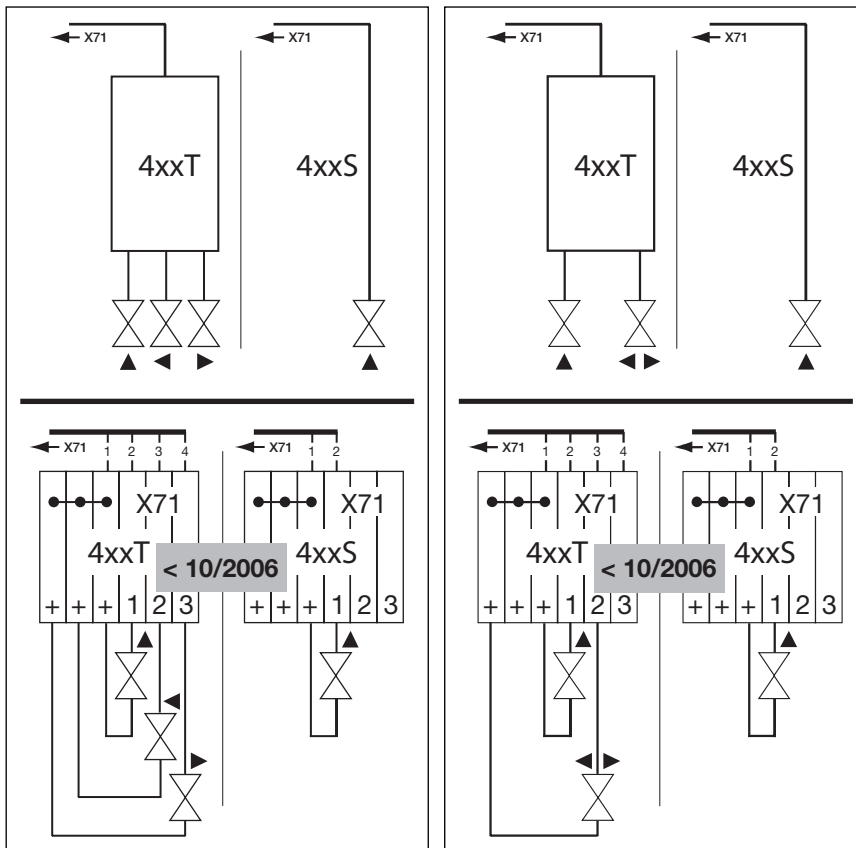 X71 X71
4xxT 4xxS
X71 X71
4xxT 4xxS
X71 1 2 3 4 X71 1 2
X71 X71
4xxT < 10/2006 4xxS
+ + + 1 2 3 + + + 1 2 3
X71 1 2 3 4 X71 1 2
X71 X71
4xxT < 10/2006 4xxS
+ + + 1 2 3 + + + 1 2 3